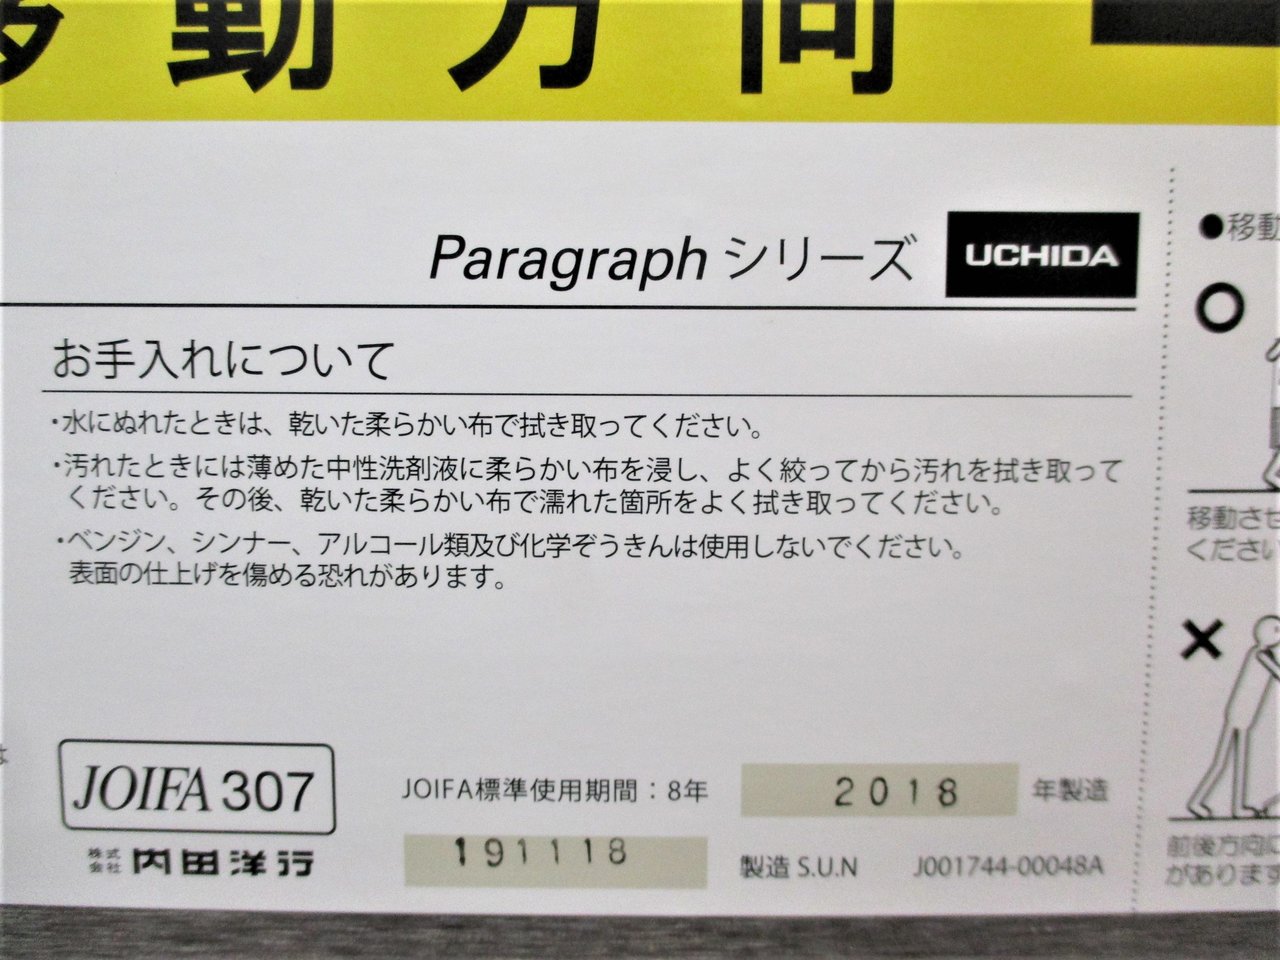 移動方向
Paragraph シリーズ
UCHIDA
お手入れについて
・水にぬれたときは、乾いた柔らかい布で拭き取ってください。
・汚れたときには薄めた中性洗剤液に柔らかい布を浸し、よく絞ってから汚れを拭き取って
ください。その後、乾いた柔らかい布で濡れた箇所をよく拭き取ってください。
・ベンジン、シンナー、アルコール類及び化学ぞうきんは使用しないでください。
表面の仕上げを傷める恐れがあります。
JOIFA 307
株式会社 内田洋行
JOIFA標準使用期間：8年
2018 年製造
191118
製造 S.U.N J001744-00048A
●移動
○
移動させ
ください
×
前後方向に
があります